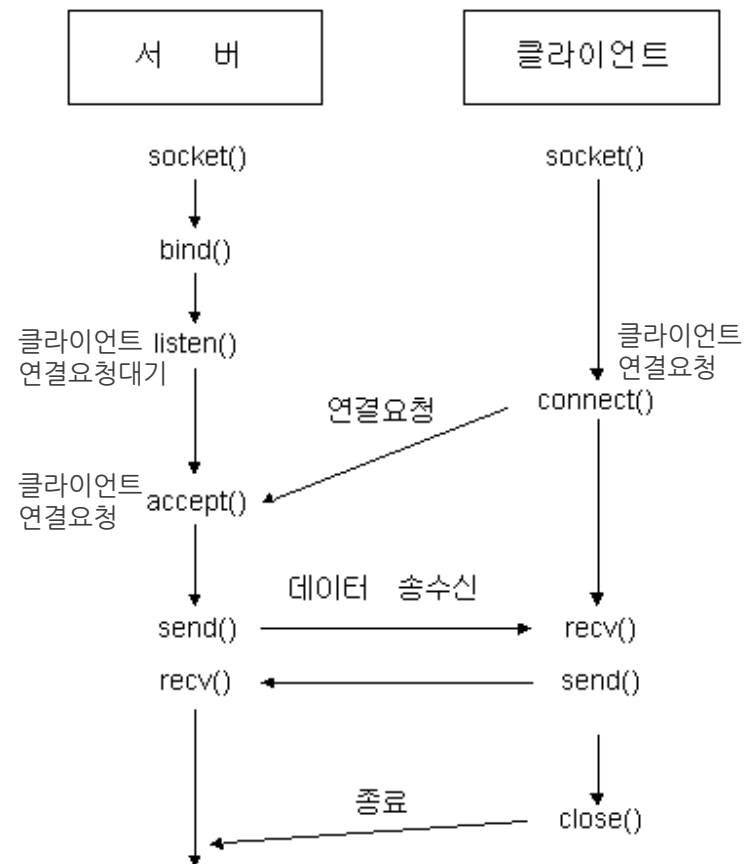 서 버
클라이언트
socket()
socket()
bind()
클라이언트
연결요청대기
listen()
클라이언트
연결요청
connect()
연결요청
클라이언트
연결요청
accept()
데이터 송수신
send()
recv()
recv()
send()
종료
close()